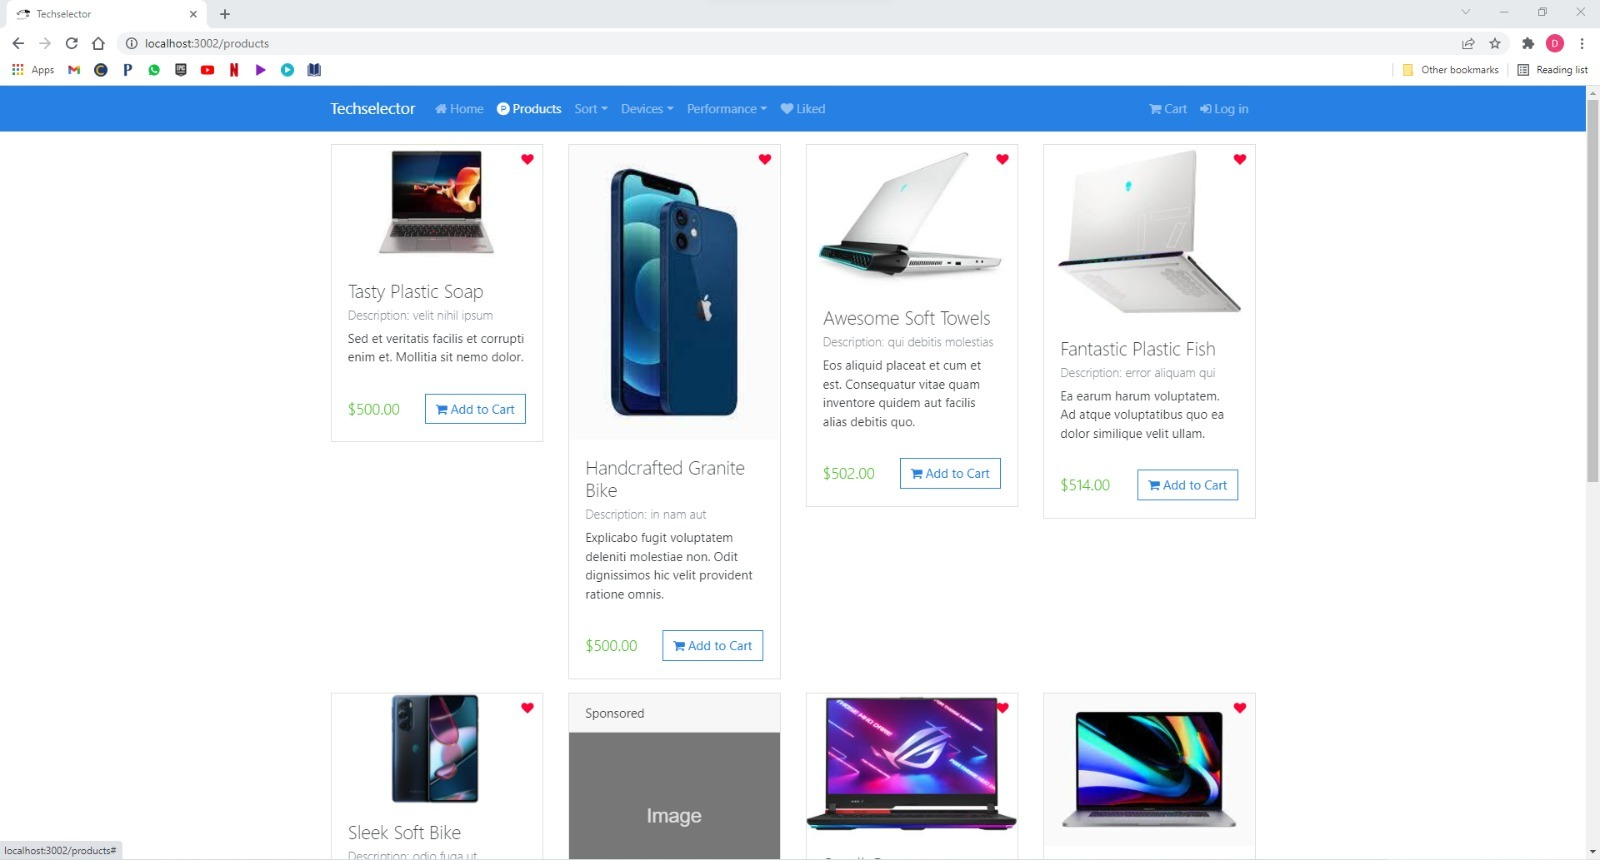 Techselector
localhost:3002/products
Apps
Other bookmarks
Reading list
D
Techselector Home Products Sort Devices Performance Liked Cart Log in
Tasty Plastic Soap
Description: velit nihil ipsum
Sed et veritatis facilis et corrupti
enim et. Mollitia sit nemo dolor.
$500.00 Add to Cart
Handcrafted Granite
Bike
Description: in nam aut
Explicabo fugit voluptatem
deleniti molestiae non. Odit
dignissimos hic velit provident
ratione omnis.
$500.00 Add to Cart
Awesome Soft Towels
Description: qui debitis molestias
Eos aliquid placeat et cum et
est. Consequatur vitae quam
inventore quidem aut facilis
alias debitis quo.
$502.00 Add to Cart
Fantastic Plastic Fish
Description: error aliquam qui
Ea earum harum voluptatem.
Ad atque voluptatibus quo ea
dolor similique velit ullam.
$514.00 Add to Cart
Sleek Soft Bike
Description: odio fuga ut
Sponsored
Image
localhost:3002/products#